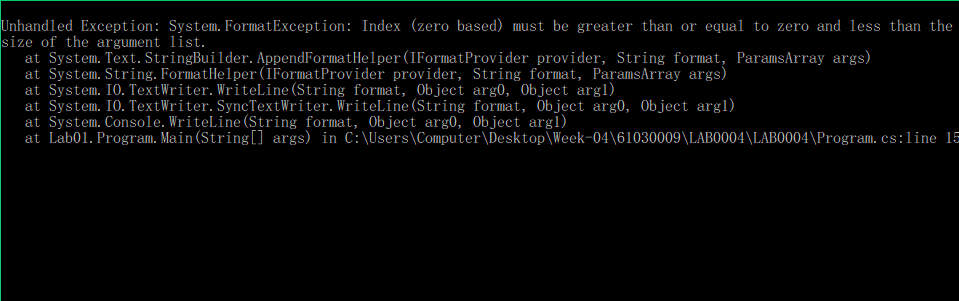 Unhandled Exception: System.FormatException: Index (zero based) must be greater than or equal to zero and less than the
size of the argument list.
   at System.Text.StringBuilder.AppendFormatHelper(IFormatProvider provider, String format, ParamsArray args)
   at System.String.FormatHelper(IFormatProvider provider, String format, ParamsArray args)
   at System.IO.TextWriter.WriteLine(String format, Object arg0, Object arg1)
   at System.IO.TextWriter.SyncTextWriter.WriteLine(String format, Object arg0, Object arg1)
   at System.Console.WriteLine(String format, Object arg0, Object arg1)
   at Lab01.Program.Main(String[] args) in C:\Users\Computer\Desktop\Week-04\61030009\LAB0004\LAB0004\Program.cs:line 15